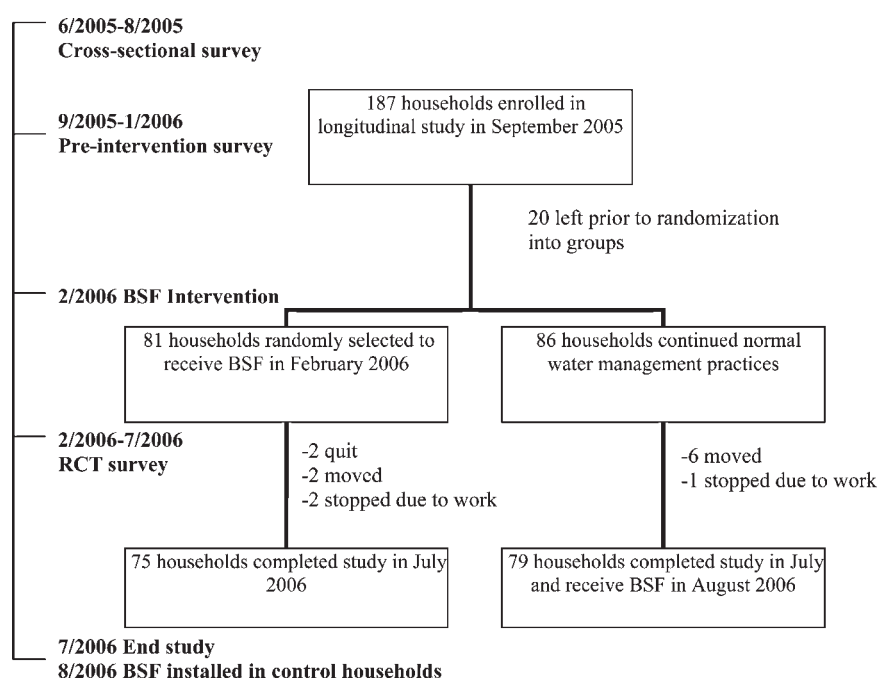 6/2005-8/2005
Cross-sectional survey
187 households enrolled in
longitudinal study in September 2005
9/2005-1/2006
Pre-intervention survey
20 left prior to randomization
into groups
2/2006 BSF Intervention
81 households randomly selected to
receive BSF in February 2006
86 households continued normal
water management practices
2/2006-7/2006
RCT survey
-2 quit
-2 moved
-2 stopped due to work
-6 moved
-1 stopped due to work
75 households completed study in July
2006
79 households completed study in July
and receive BSF in August 2006
7/2006 End study
8/2006 BSF installed in control households